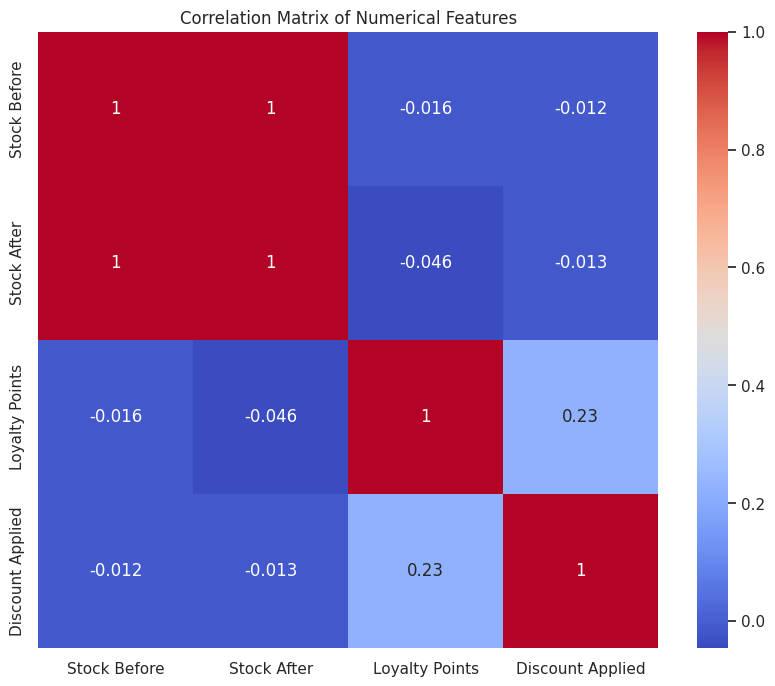 Correlation Matrix of Numerical Features
Stock Before
1
1
-0.016
-0.012
Stock After
1
1
-0.046
-0.013
Loyalty Points
-0.016
-0.046
1
0.23
Discount Applied
-0.012
-0.013
0.23
1
Stock Before
Stock After
Loyalty Points
Discount Applied
1.0
0.8
0.6
0.4
0.2
0.0